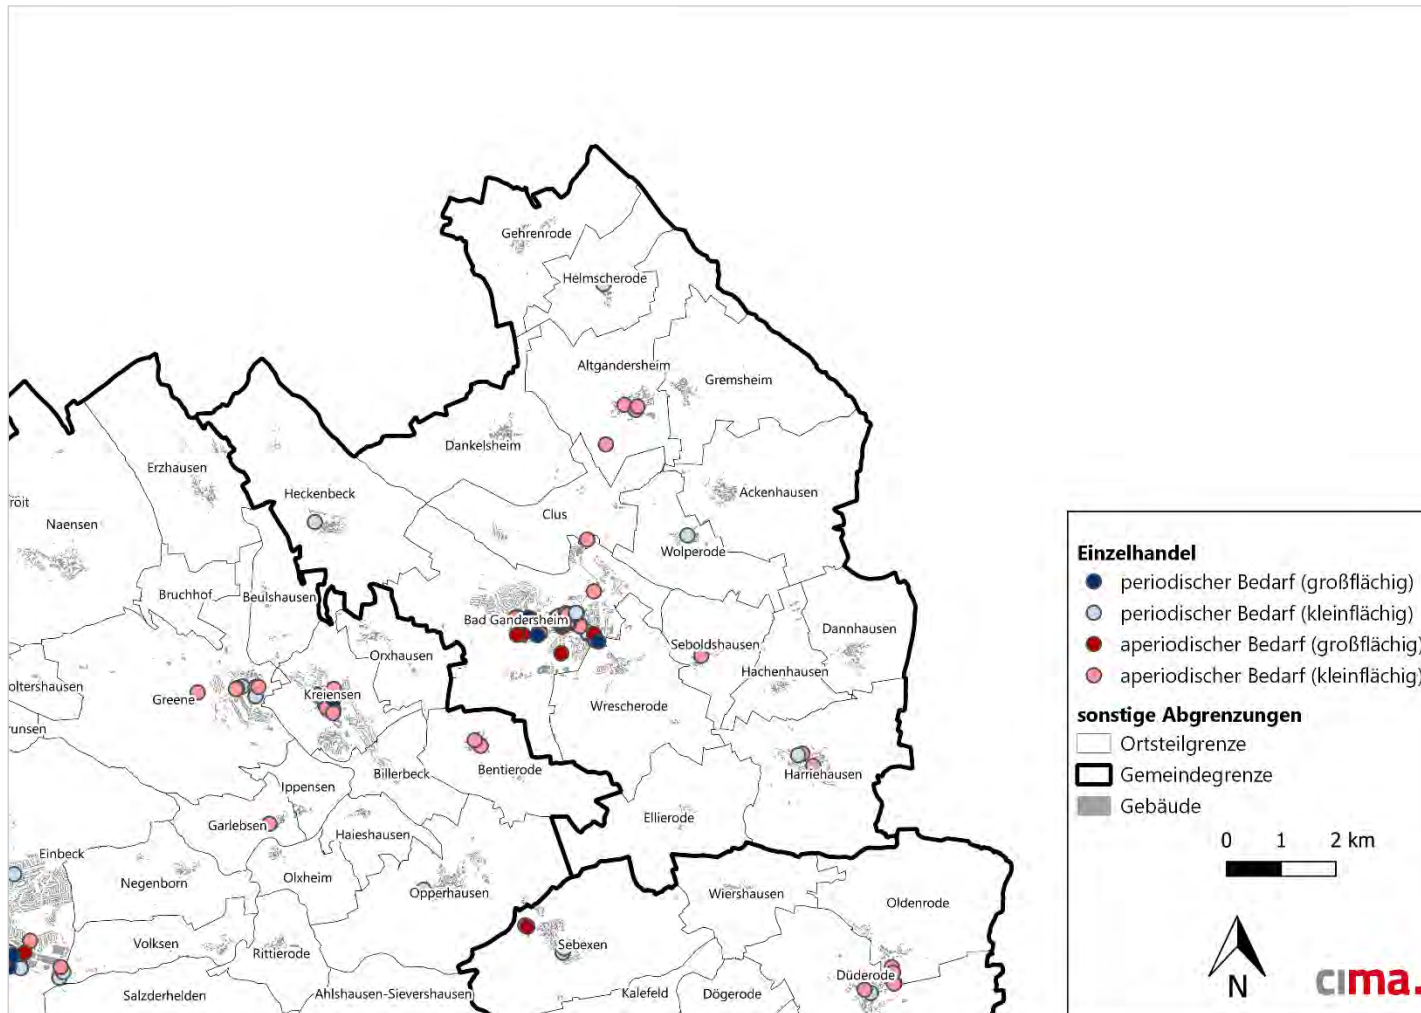 Gehrenrode
Helmscherode
Altgandersheim
Gremsheim
Dankelsheim
Erzhausen
Heckenbeck
Ackenhausen
röit
Naensen
Clus
Wolperode
Bruchhof
Beulshausen
Bad Gandersheim
Dannhausen
Seboldshausen
Orxhausen
Hachenhausen
oltershausen
Greene
Kreiensen
Wrescherode
runsen
Billerbeck
Bentierode
Harriehausen
Ippensen
Garlebsen
Haieshausen
Ellierode
Einbeck
Negenborn
Olxheim
Opperhausen
Wiershausen
Oldenrode
Volksen
Rittierode
Sebexen
Düderode
Salzderhelden
Ahlshausen-Sievershausen
Kalefeld
Dögerode
Einzelhandel
periodischer Bedarf (großflächig)
periodischer Bedarf (kleinflächig)
aperiodischer Bedarf (großflächig)
aperiodischer Bedarf (kleinflächig)
sonstige Abgrenzungen
Ortsteilgrenze
Gemeindegrenze
Gebäude
0 1 2 km
N
cima.